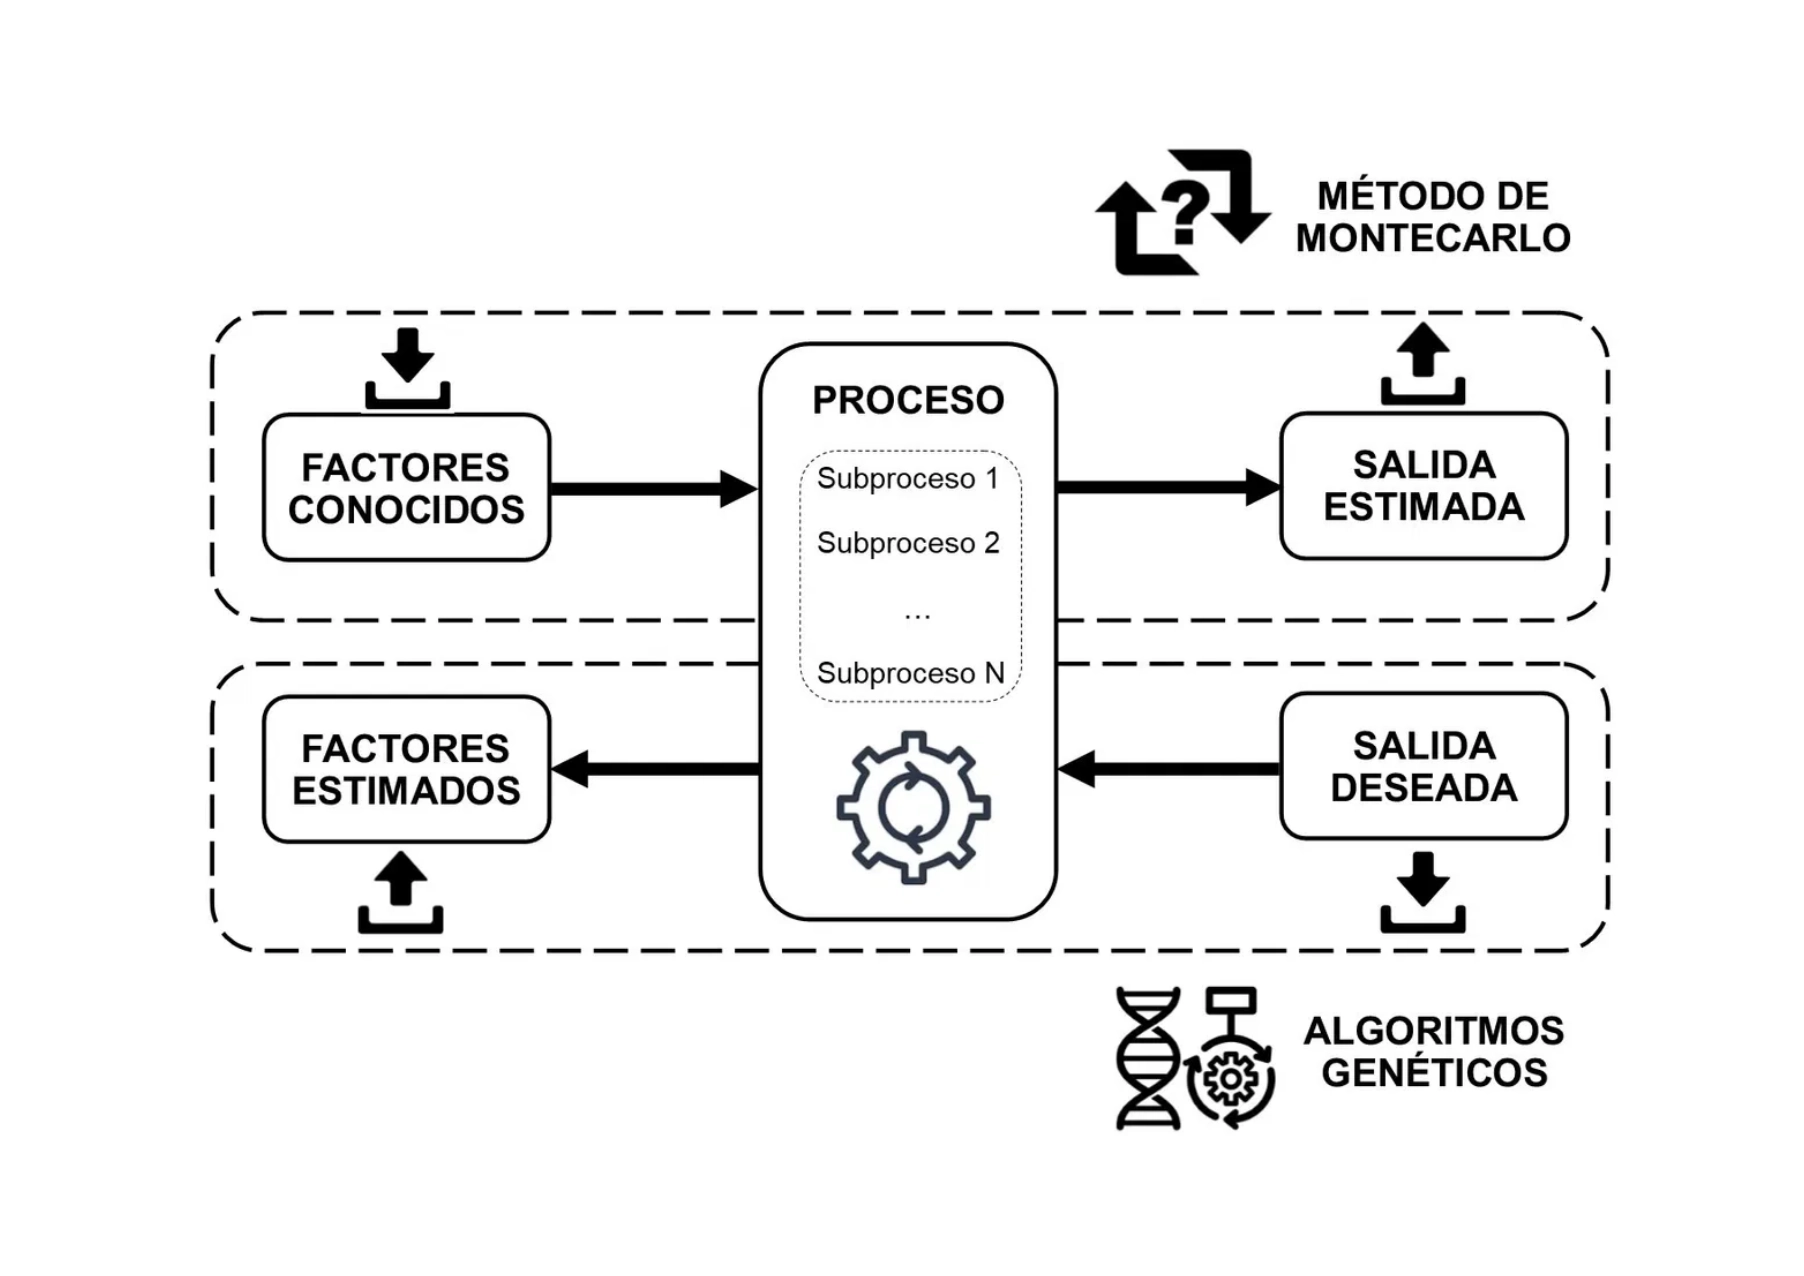 ?
MÉTODO DE
MONTECARLO
PROCESO
FACTORES
CONOCIDOS
Subproceso 1
Subproceso 2
...
Subproceso N
SALIDA
ESTIMADA
FACTORES
ESTIMADOS
SALIDA
DESEADA
ALGORITMOS
GENÉTICOS